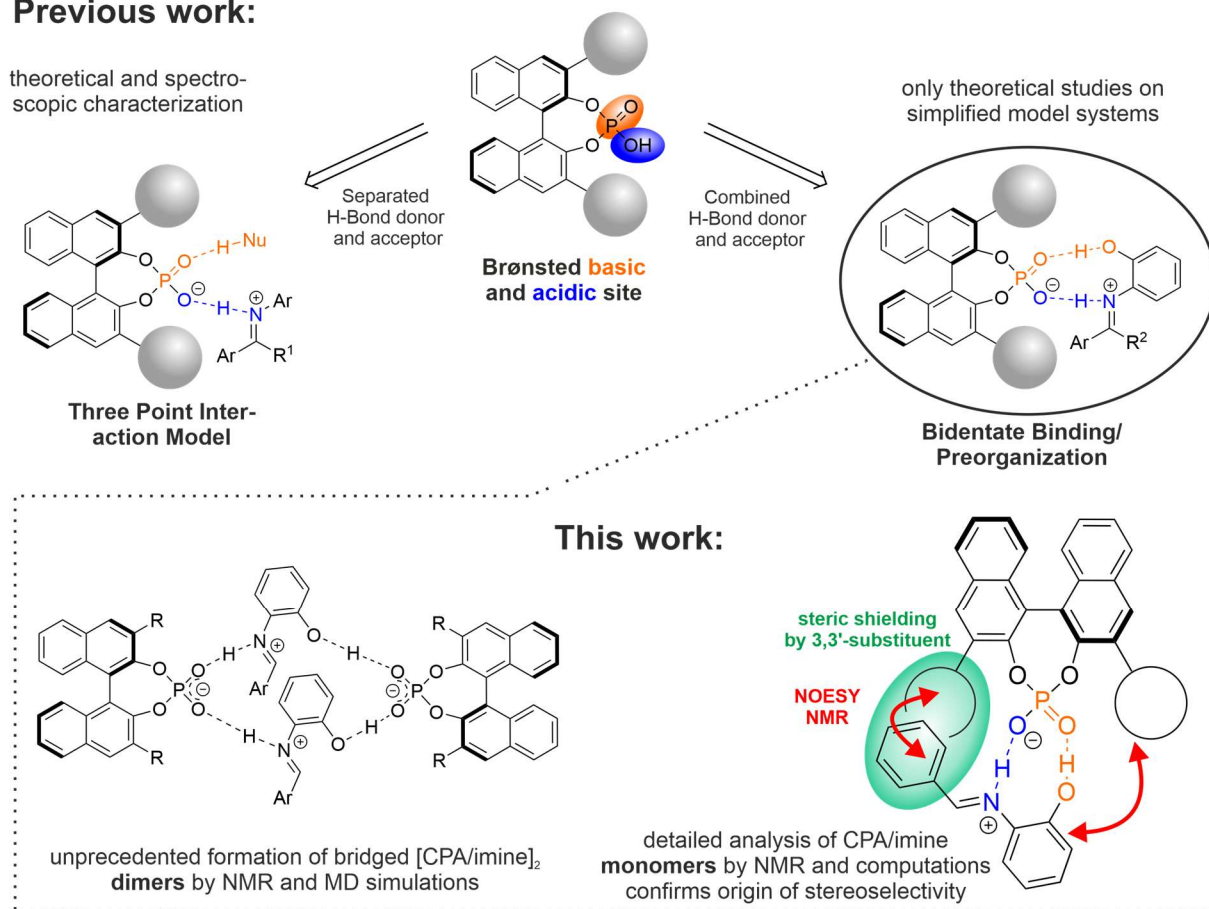 Previous work:
theoretical and spectro-
scopic characterization
Separated
H-Bond donor
and acceptor
O
O
P
O
OH
Brønsted basic
and acidic site
Combined
H-Bond donor
and acceptor
only theoretical studies on
simplified model systems
O
O
P
O
O
⊖
H-Nu
H
N
⊕
Ar
Ar
R¹
Three Point Inter-
action Model
O
O
P
O
O
⊖
H
O
H
N
⊕
Ar
R²
Bidentate Binding/
Preorganization
This work:
R
O
O
P
O
O
⊖
R
H
N
⊕
Ar
O
H
H
N
⊕
Ar
O
H
O
O
P
⊖
O
O
R
R
unprecedented formation of bridged [CPA/imine]₂
dimers by NMR and MD simulations
steric shielding
by 3,3'-substituent
NOESY
NMR
O
O
P
O
O
⊖
H
H
N
O
⊕
detailed analysis of CPA/imine
monomers by NMR and computations
confirms origin of stereoselectivity